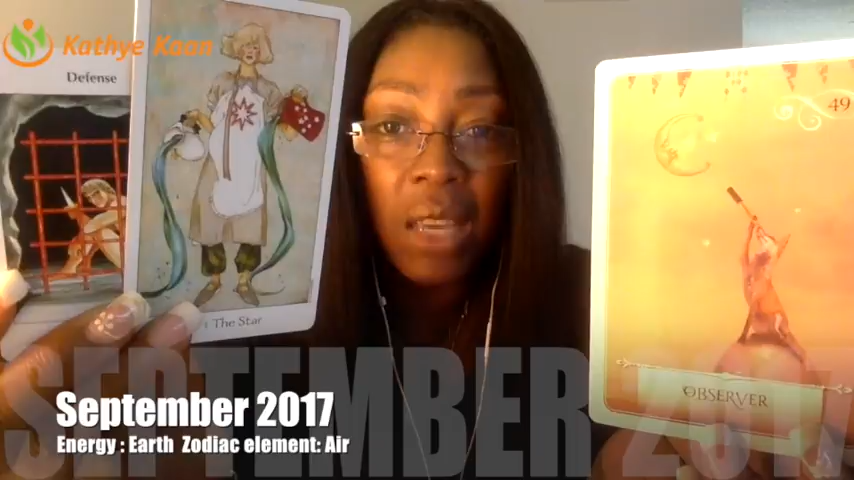 Kathye Kaan
Defense
The Star
49
OBSERVER
SEPTEMBER 2017
September 2017
Energy : Earth Zodiac element: Air